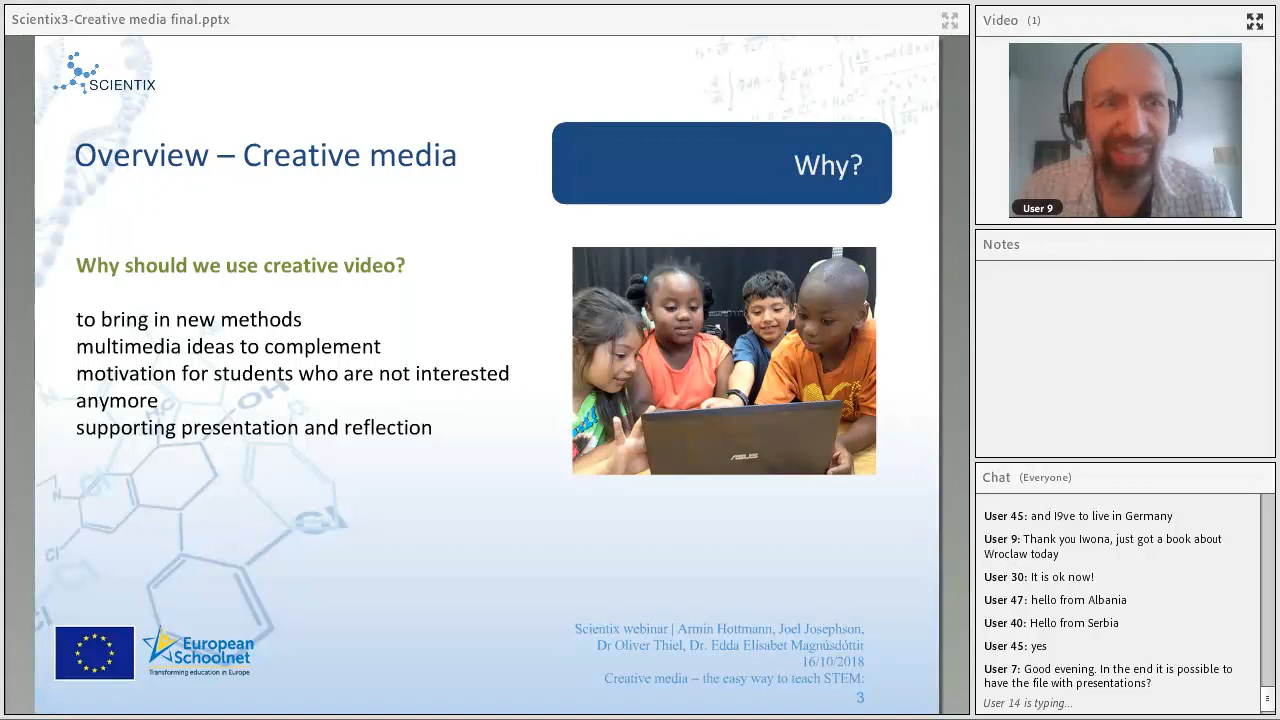 Scientix3-Creative media final.pptx
SCIENTIX
Overview – Creative media
Why?
Why should we use creative video?
to bring in new methods
multimedia ideas to complement
motivation for students who are not interested
anymore
supporting presentation and reflection
ASUS
OH
N
Cl
European
Schoolnet
Transforming education in Europe
Scientix webinar | Armin Hottmann, Joel Josephson,
Dr Oliver Thiel, Dr. Edda Elísabet Magnúsdóttir
16/10/2018
Creative media – the easy way to teach STEM:
3
Video (1)
User 9
Notes
Chat (Everyone)
User 45: and I9ve to live in Germany
User 9: Thank you Iwona, just got a book about
Wroclaw today
User 30: It is ok now!
User 47: hello from Albania
User 40: Hello from Serbia
User 45: yes
User 7: Good evening. In the end it is possible to
have the file with presentations?
User 14 is typing...